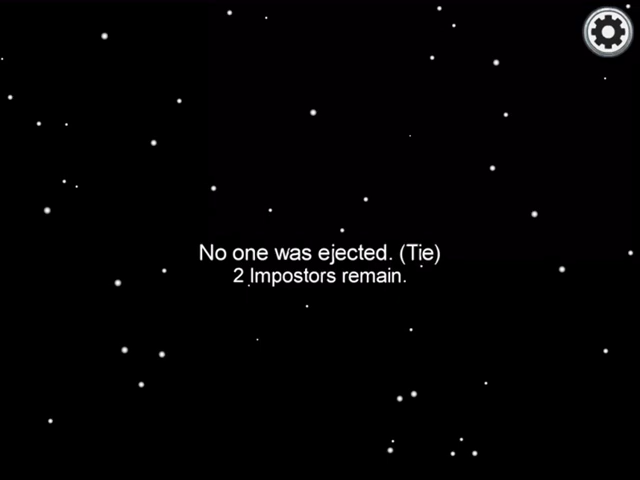 No one was ejected. (Tie)
2 Impostors remain.